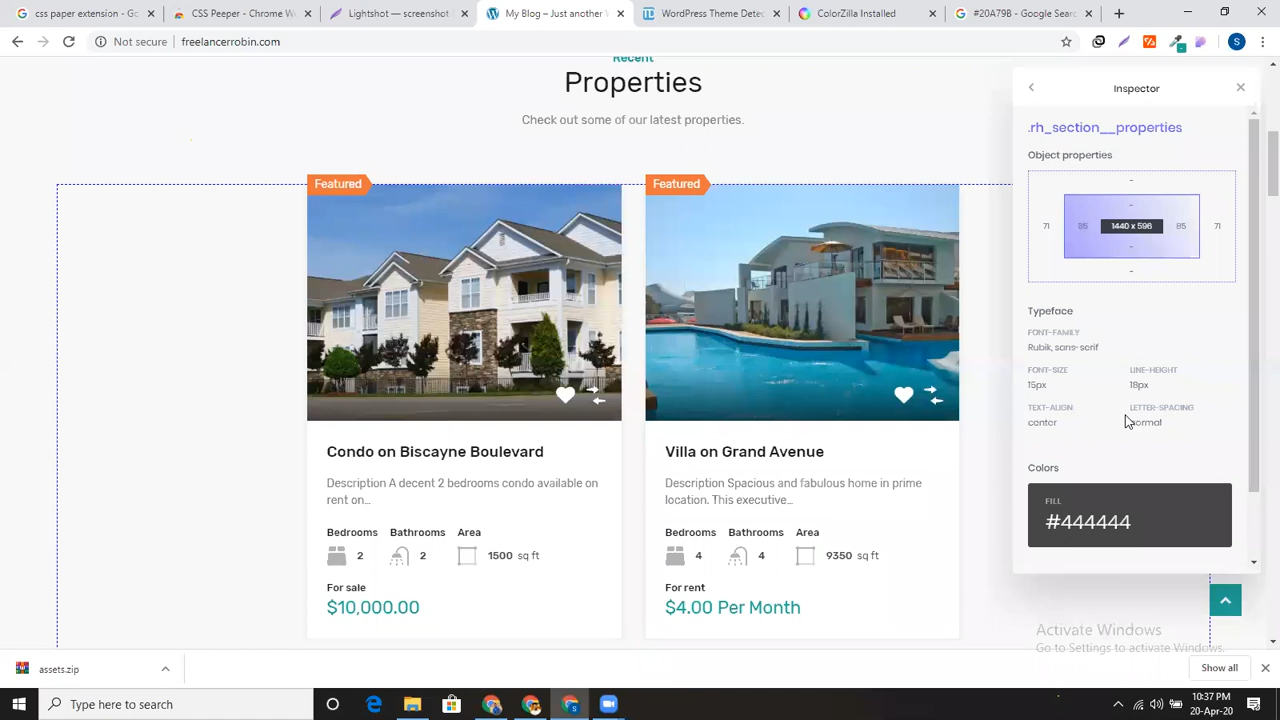 css paper extension - Go
CSS Peeper - Chrome W
Lightshot — screenshot
My Blog – Just another
WordPress Theme Detec
ColorZilla Installed
#20A79B - Google Searc
Not secure
freelancerrobin.com
S
Recent
Properties
Check out some of our latest properties.
Featured
Condo on Biscayne Boulevard
Description A decent 2 bedrooms condo available on
rent on...
Bedrooms Bathrooms Area
2 2 1500 sq ft
For sale
$10,000.00
Featured
Villa on Grand Avenue
Description Spacious and fabulous home in prime
location. This executive...
Bedrooms Bathrooms Area
4 4 9350 sq ft
For rent
$4.00 Per Month
Inspector
.rh_section__properties
Object properties
-
-
71 85 1440 x 596 85 71
-
-
Typeface
FONT-FAMILY
Rubik, sans-serif
FONT-SIZE LINE-HEIGHT
15px 18px
TEXT-ALIGN LETTER-SPACING
center normal
Colors
FILL
#444444
Activate Windows
Go to Settings to activate Windows.
assets.zip
Show all
Type here to search
10:37 PM
20-Apr-20